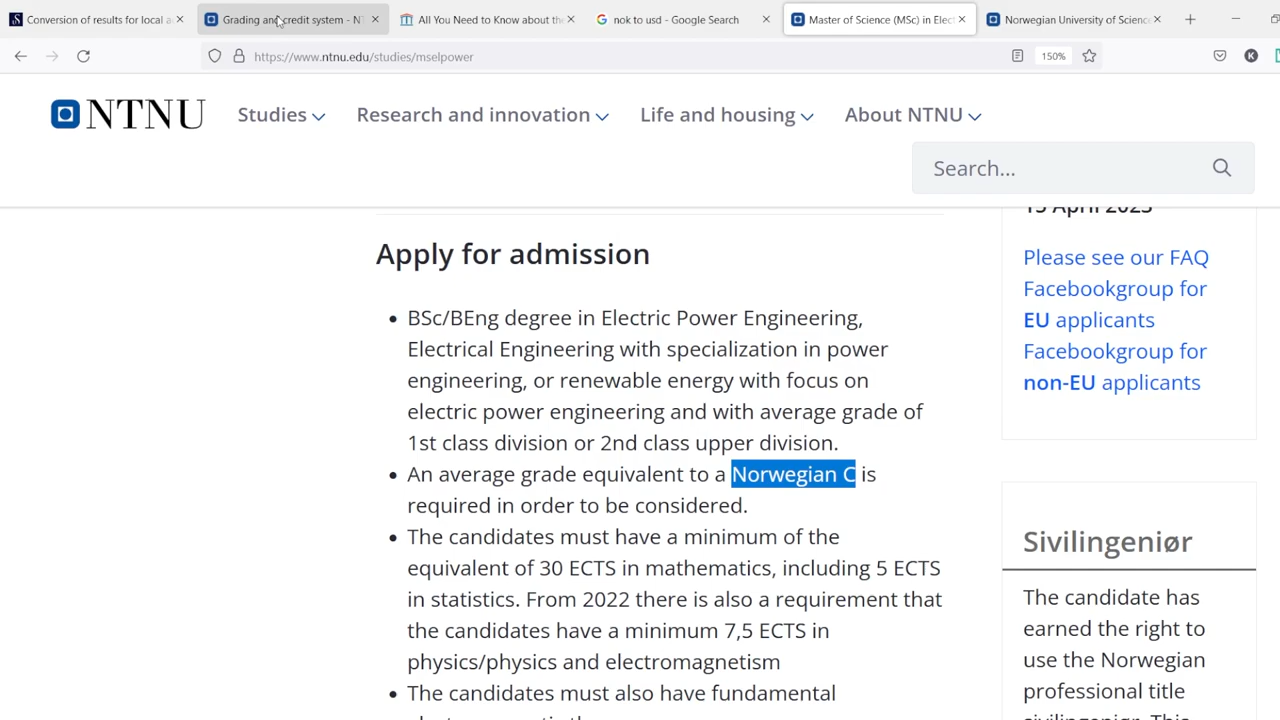 Conversion of results for local a
Grading and credit system - NT
All You Need to Know about the
nok to usd - Google Search
Master of Science (MSc) in Elect
Norwegian University of Science
https://www.ntnu.edu/studies/mselpower
150%
K
NTNU
Studies
Research and innovation
Life and housing
About NTNU
Search...
15 April 2023
Apply for admission
BSc/BEng degree in Electric Power Engineering,
Electrical Engineering with specialization in power
engineering, or renewable energy with focus on
electric power engineering and with average grade of
1st class division or 2nd class upper division.
An average grade equivalent to a Norwegian C is
required in order to be considered.
The candidates must have a minimum of the
equivalent of 30 ECTS in mathematics, including 5 ECTS
in statistics. From 2022 there is also a requirement that
the candidates have a minimum 7,5 ECTS in
physics/physics and electromagnetism
The candidates must also have fundamental
Please see our FAQ
Facebookgroup for
EU applicants
Facebookgroup for
non-EU applicants
Sivilingeniør
The candidate has
earned the right to
use the Norwegian
professional title
sivilingeniør. This